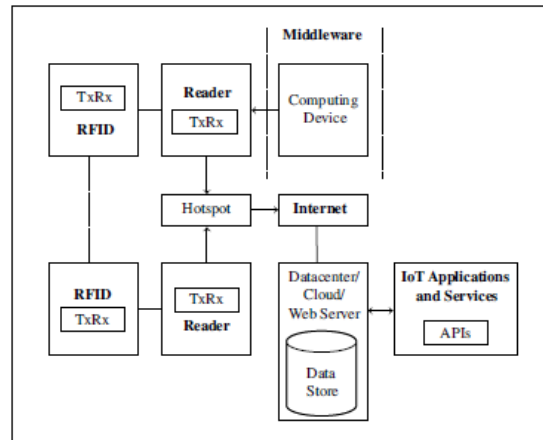 Middleware
TxRx
RFID
Reader
TxRx
Computing
Device
Hotspot
Internet
RFID
TxRx
TxRx
Reader
Datacenter/
Cloud/
Web Server
Data
Store
IoT Applications
and Services
APIs